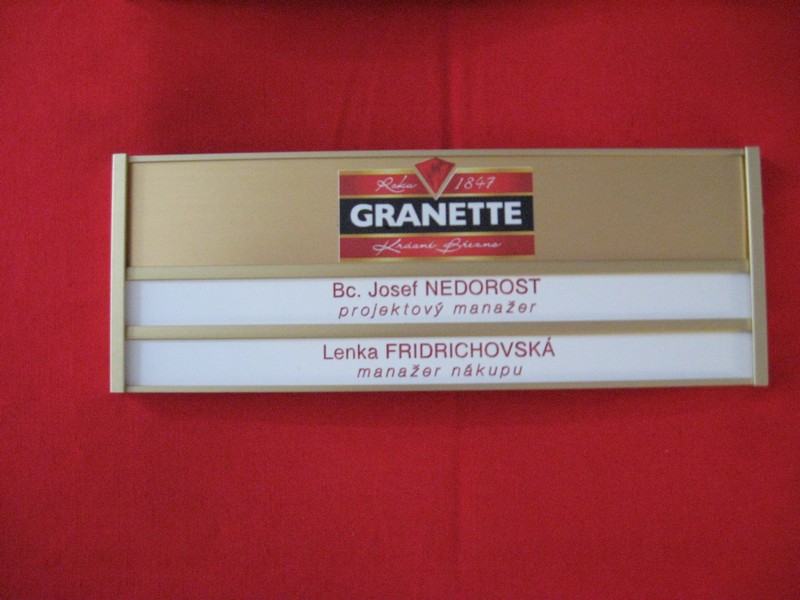 Roku 1847
GRANETTE
Krásné Březno
Bc. Josef NEDOROST
projektový manažer
Lenka FRIDRICHOVSKÁ
manažer nákupu